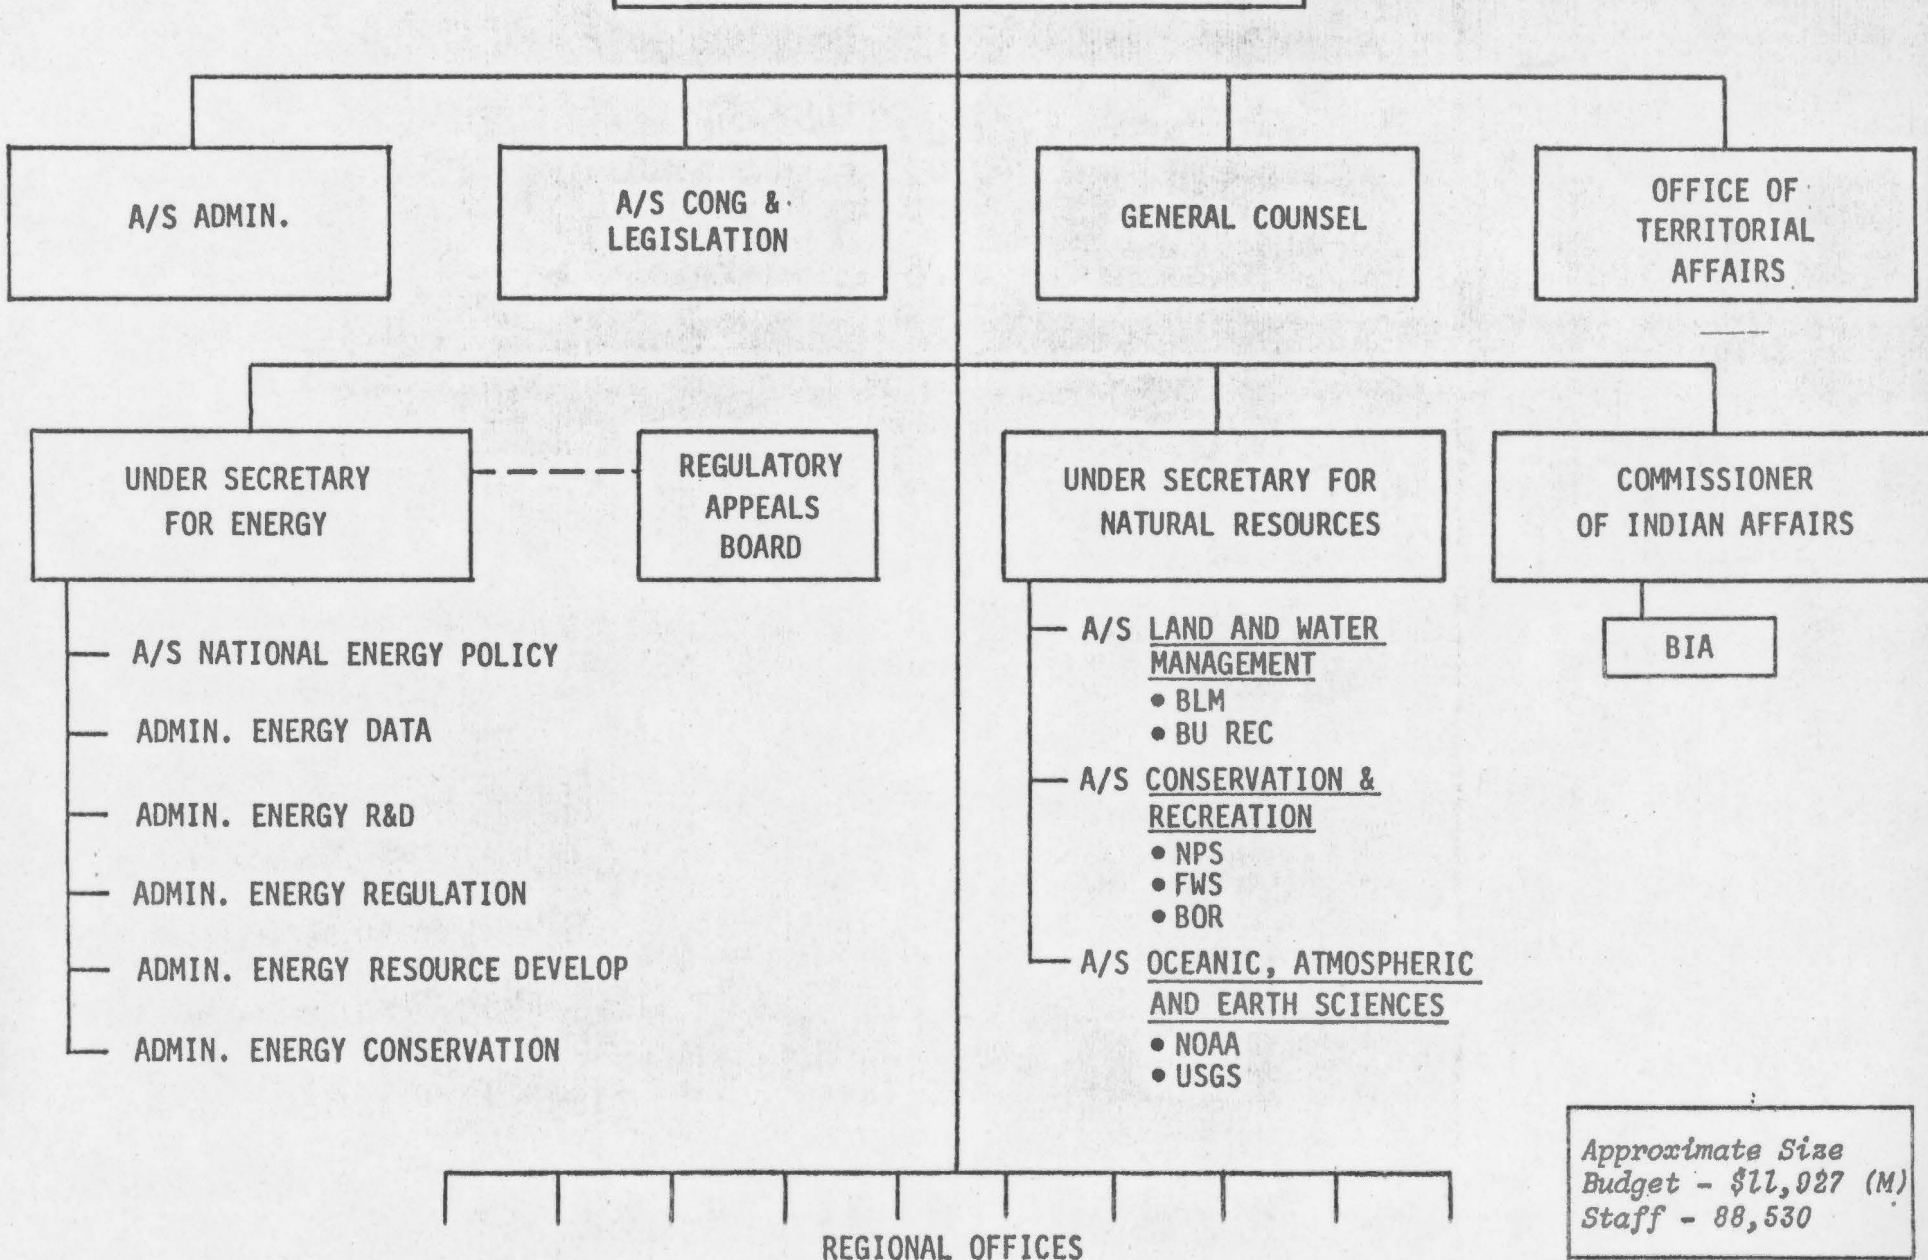 A/S ADMIN.
A/S CONG &
LEGISLATION
GENERAL COUNSEL
OFFICE OF
TERRITORIAL
AFFAIRS
UNDER SECRETARY
FOR ENERGY
REGULATORY
APPEALS
BOARD
UNDER SECRETARY FOR
NATURAL RESOURCES
COMMISSIONER
OF INDIAN AFFAIRS
A/S NATIONAL ENERGY POLICY
ADMIN. ENERGY DATA
ADMIN. ENERGY R&D
ADMIN. ENERGY REGULATION
ADMIN. ENERGY RESOURCE DEVELOP
ADMIN. ENERGY CONSERVATION
A/S LAND AND WATER
MANAGEMENT
• BLM
• BU REC
A/S CONSERVATION &
RECREATION
• NPS
• FWS
• BOR
A/S OCEANIC, ATMOSPHERIC
AND EARTH SCIENCES
• NOAA
• USGS
BIA
Approximate Size
Budget - $11,027 (M)
Staff - 88,530
REGIONAL OFFICES